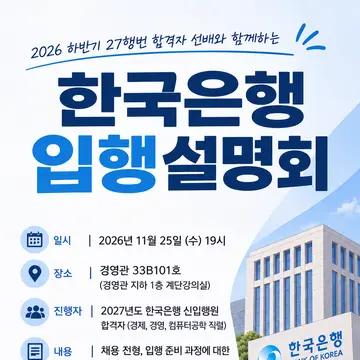 2026 하반기 27행번 합격자 선배와 함께하는
한국은행
입행 설명회
일시 | 2026년 11월 25일 (수) 19시
장소 | 경영관 33B101호
(경영관 지하 1층 계단강의실)
진행자 | 2027년도 한국은행 신입행원
합격자 (경제, 경영, 컴퓨터공학 직렬)
내용 | 채용 전형, 입행 준비 과정에 대한
한국은행
BANK OF KOREA